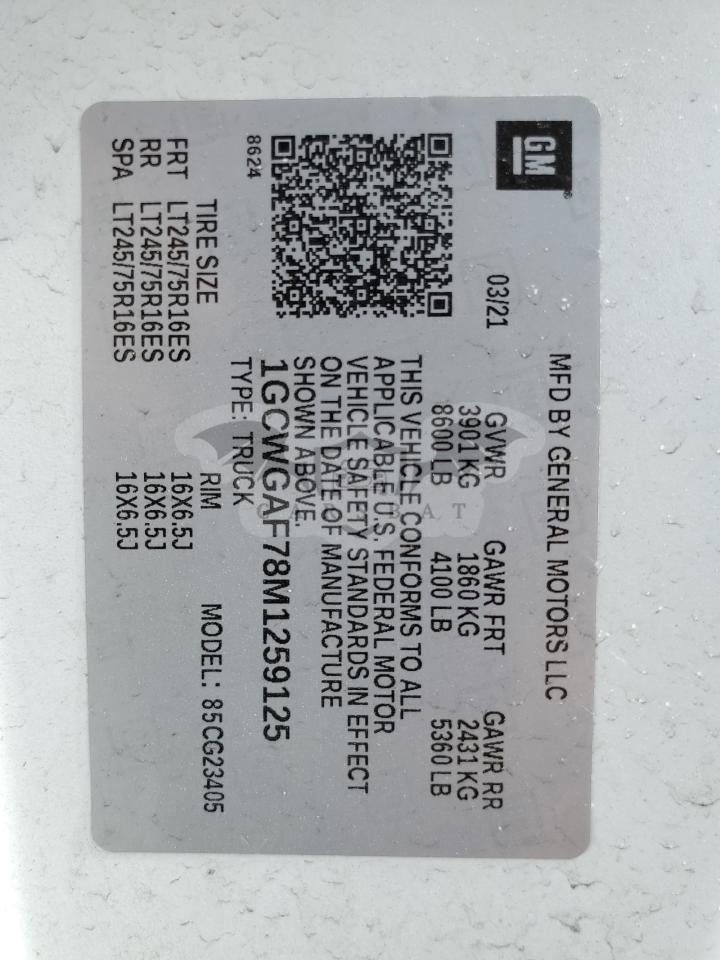 GM
MFD BY GENERAL MOTORS LLC
03/21
GVWR GAWR FRT GAWR RR
3901 KG 1860 KG 2431 KG
8600 LB 4100 LB 5360 LB
THIS VEHICLE CONFORMS TO ALL
APPLICABLE U.S. FEDERAL MOTOR
VEHICLE SAFETY STANDARDS IN EFFECT
ON THE DATE OF MANUFACTURE
SHOWN ABOVE.
1GCWGAF78M1259125
TYPE: TRUCK
8624
MODEL: 85CG23405
TIRE SIZE RIM
FRT LT245/75R16ES 16X6.5J
RR LT245/75R16ES 16X6.5J
SPA LT245/75R16ES 16X6.5J